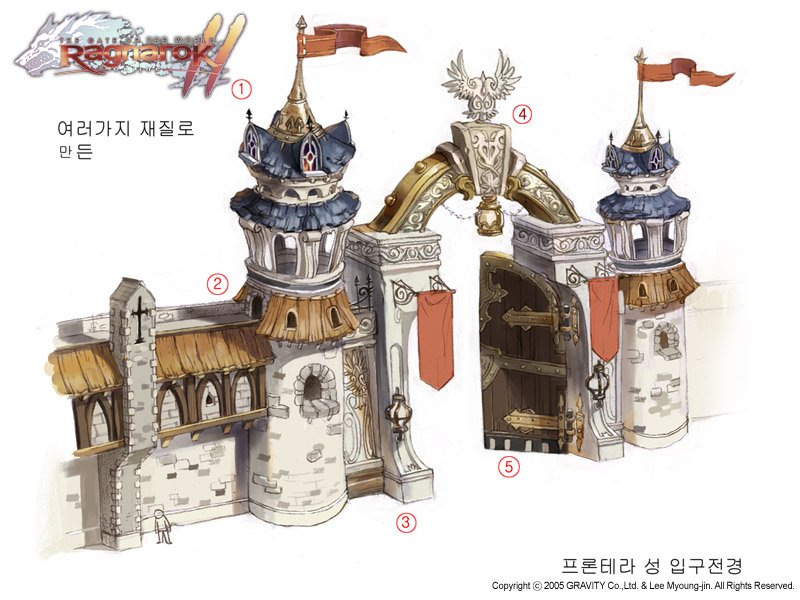 THE GATE OF THE WORLD
Ragnarok II
①
여러가지 재질로
만든
④
②
⑤
③
프론테라 성 입구전경
Copyright ⓒ 2005 GRAVITY Co.,Ltd. & Lee Myoung-jin. All Rights Reserved.